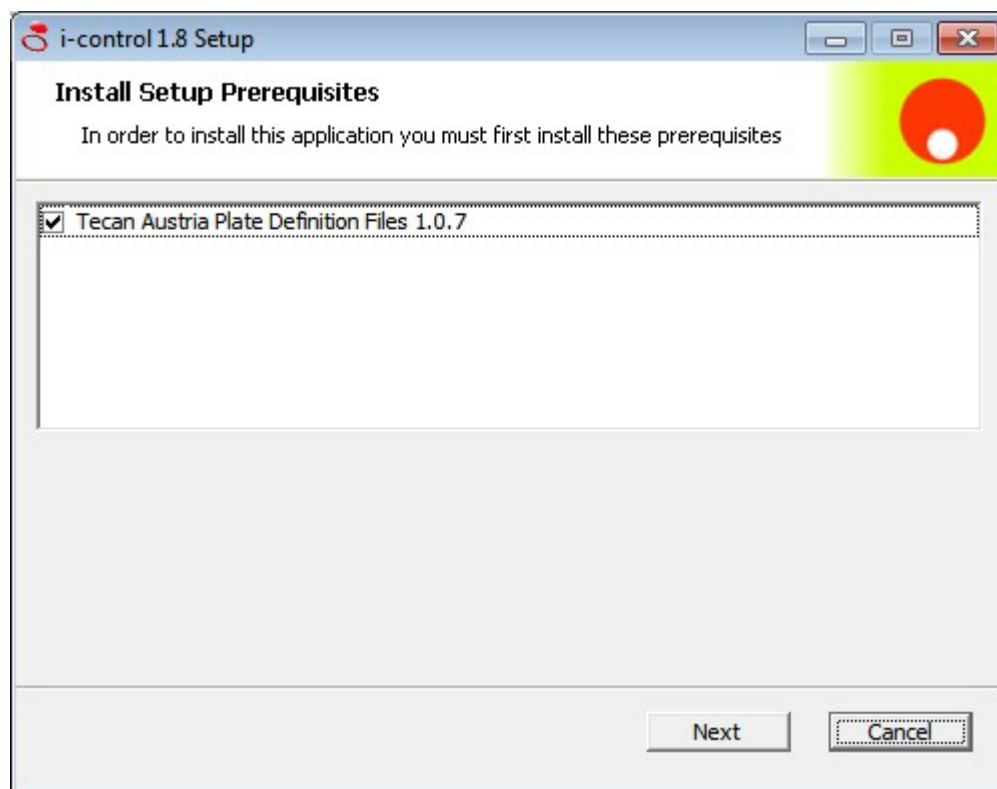 i-control 1.8 Setup
Install Setup Prerequisites
In order to install this application you must first install these prerequisites
Tecan Austria Plate Definition Files 1.0.7
Next
Cancel